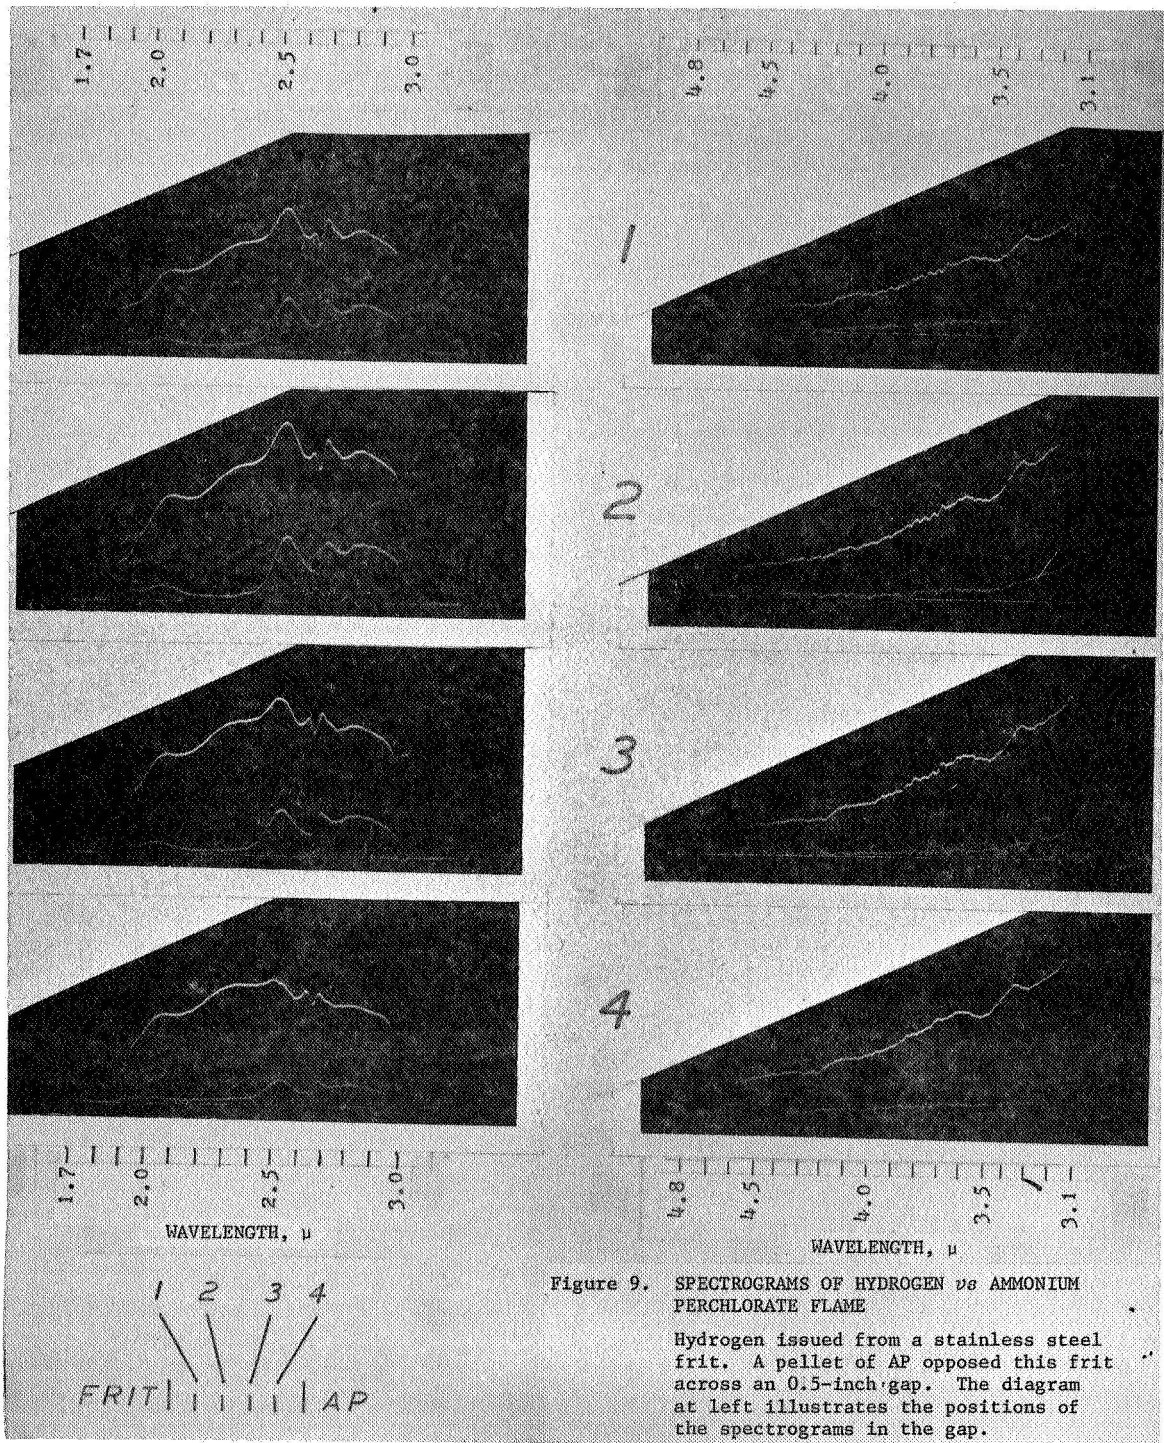 1.7 2.0 2.5 3.0
4.8 4.5 4.0 3.5 3.1
1
2
3
4
1.7 2.0 2.5 3.0
WAVELENGTH, μ
4.8 4.5 4.0 3.5 3.1
WAVELENGTH, μ
1 2 3 4
FRIT AP
Figure 9. SPECTROGRAMS OF HYDROGEN vs AMMONIUM
PERCHLORATE FLAME
Hydrogen issued from a stainless steel
frit. A pellet of AP opposed this frit
across an 0.5-inch gap. The diagram
at left illustrates the positions of
the spectrograms in the gap.